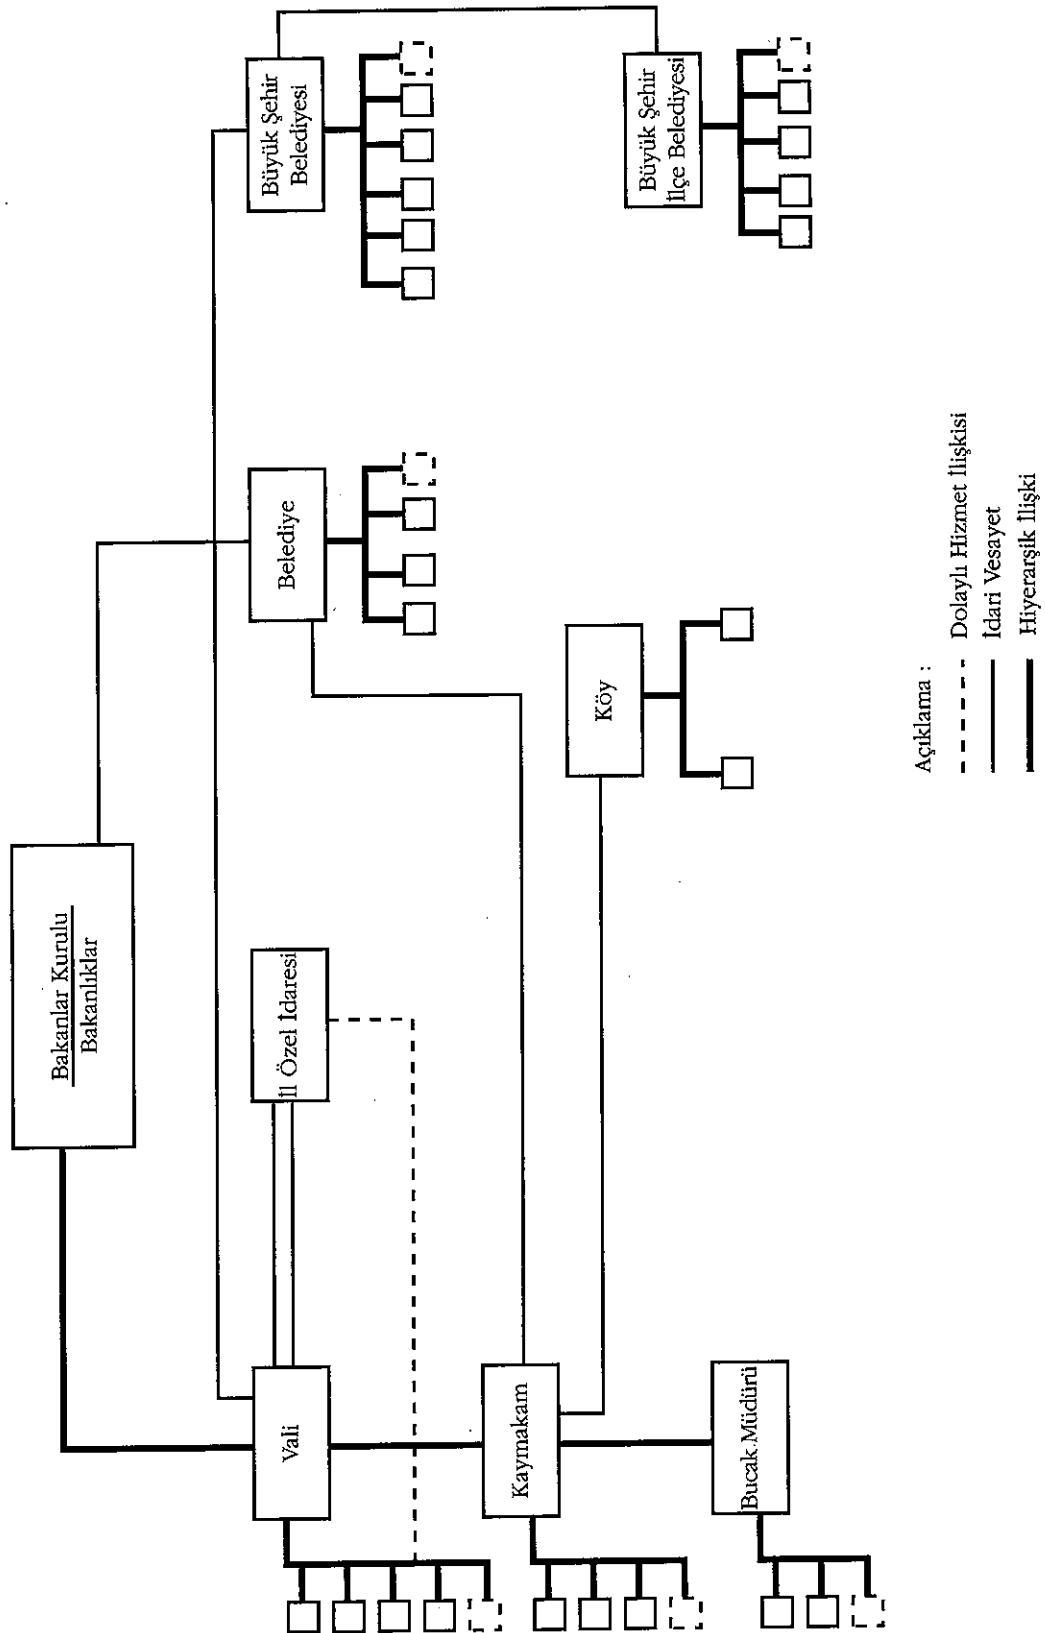 Bakanlar Kurulu
Bakanlıklar
Vali
İl Özel İdaresi
Belediye
Büyük Şehir
Belediyesi
Kaymakam
Köy
Büyük Şehir
İlçe Belediyesi
Bucak Müdürü
Açıklama :
Dolaylı Hizmet İlişkisi
İdari Vesayet
Hiyerarşik İlişki